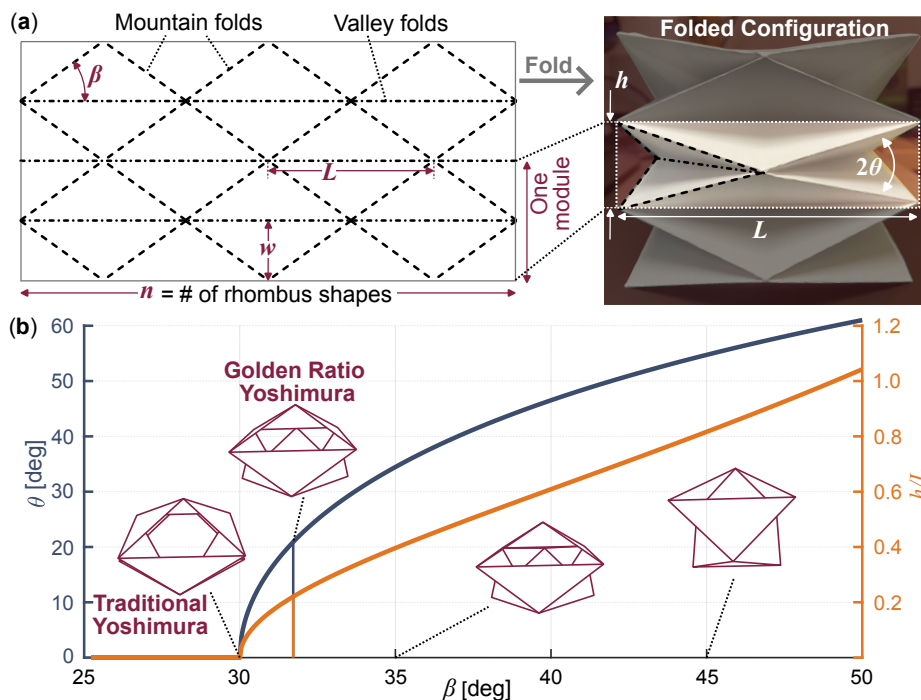 (a)
Mountain folds
Valley folds
β
L
w
One
module
n = # of rhombus shapes
Fold
Folded Configuration
h
2θ
L
(b)
60
50
40
30
20
10
0
θ [deg]
Golden Ratio
Yoshimura
Traditional
Yoshimura
1.2
1.0
0.8
0.6
0.4
0.2
h/L
25
30
35
40
45
50
β [deg]